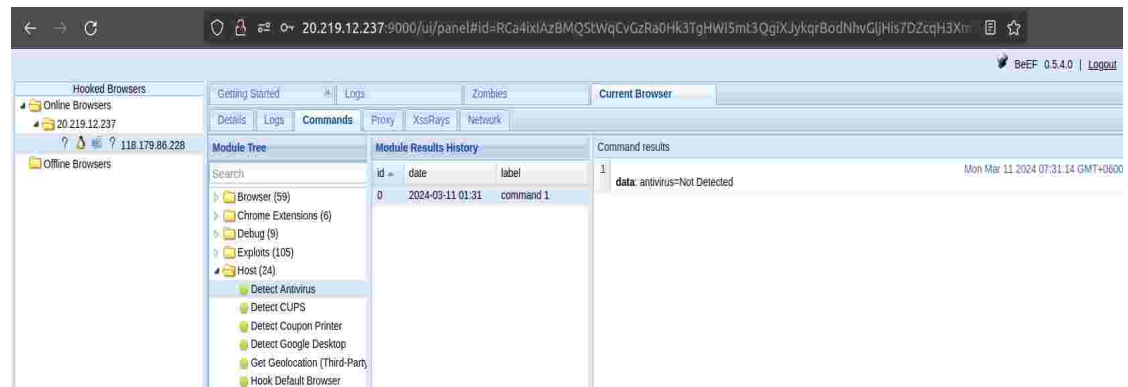 20.219.12.237:9000/ui/panel#id=
BeEF 0.5.4.0 | Logout
Hooked Browsers
Getting Started Logs Zombies Current Browser
Online Browsers
20.219.12.237
? ? 118.179.86.228
Offline Browsers
Details Logs Commands Proxy XssRays Network
Module Tree
Search
Browser (59)
Chrome Extensions (6)
Debug (9)
Exploits (105)
Host (24)
Detect Antivirus
Detect CUPS
Detect Coupon Printer
Detect Google Desktop
Get Geolocation (Third-Party
Hook Default Browser
Module Results History
id date label
0 2024-03-11 01:31 command 1
Command results
1 Mon Mar 11 2024 07:31:14 GMT+0600
data: antivirus=Not Detected